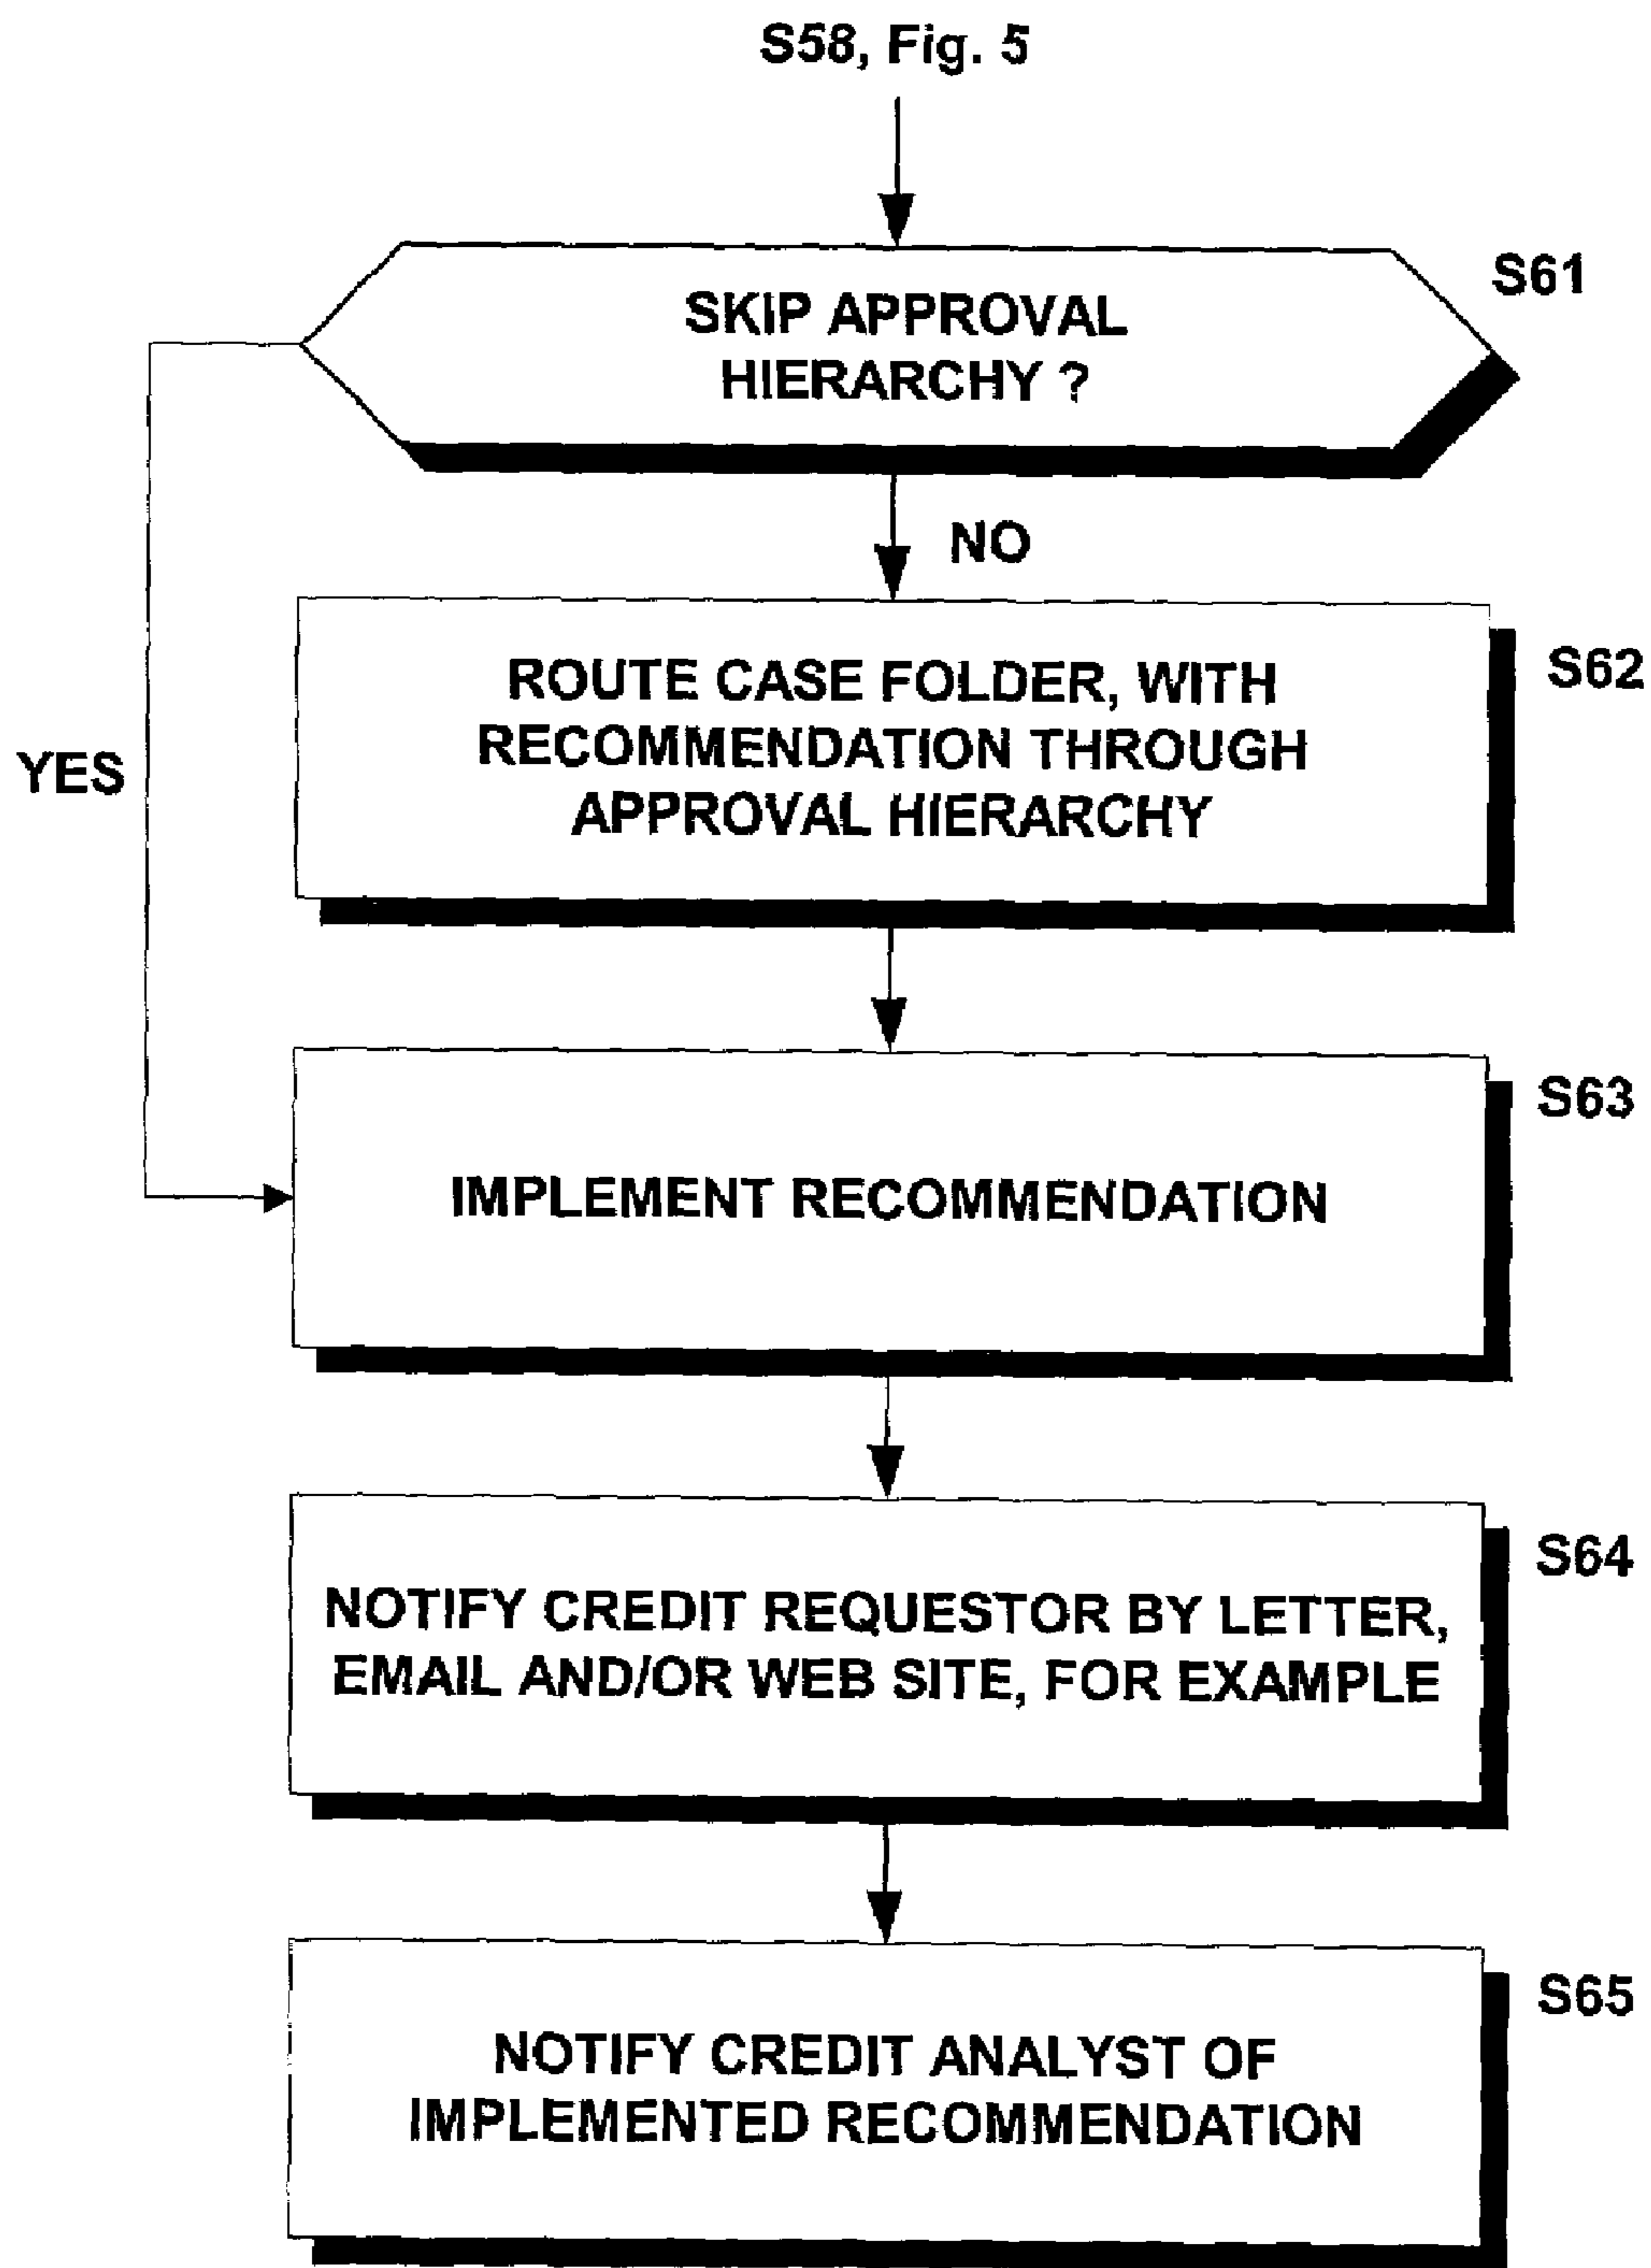 S58, Fig. 5
SKIP APPROVAL
HIERARCHY ?
S61
NO
YES
ROUTE CASE FOLDER, WITH
RECOMMENDATION THROUGH
APPROVAL HIERARCHY
S62
IMPLEMENT RECOMMENDATION
S63
NOTIFY CREDIT REQUESTOR BY LETTER,
EMAIL AND/OR WEB SITE, FOR EXAMPLE
S64
NOTIFY CREDIT ANALYST OF
IMPLEMENTED RECOMMENDATION
S65